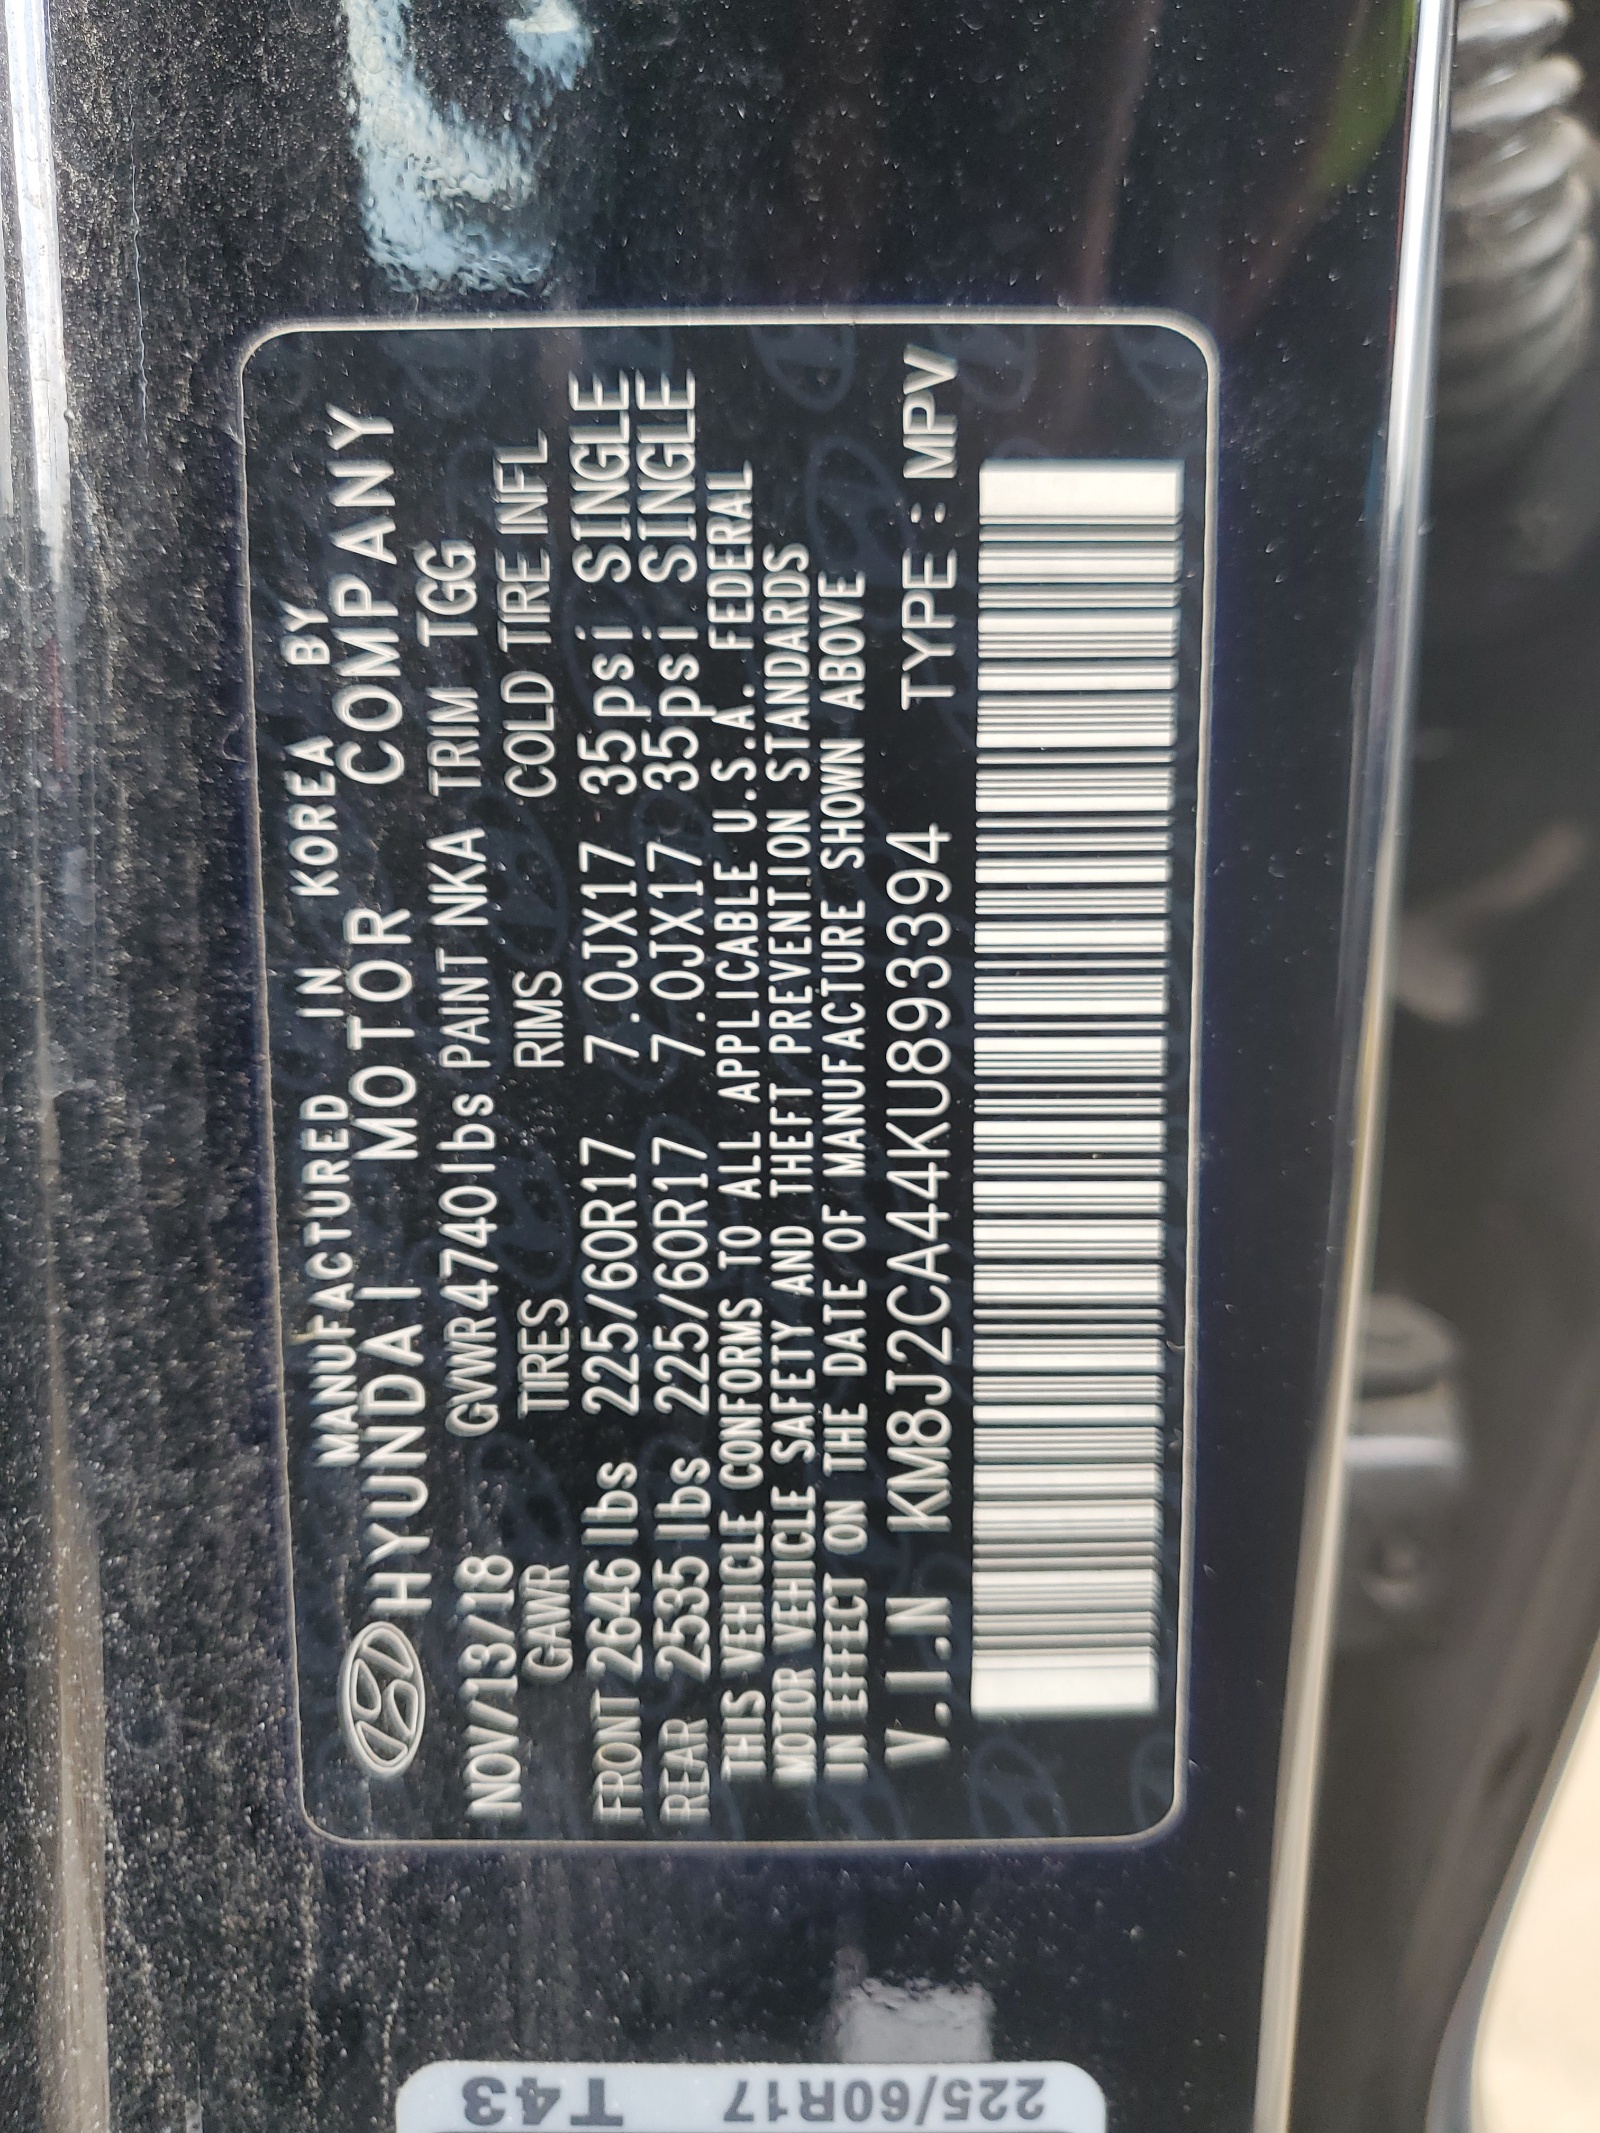 MANUFACTURED IN KOREA BY
HYUNDAI MOTOR COMPANY
NOV/13/18 GVWR4740lbs PAINT NKA TRIM TGG
GAWR TIRES RIMS COLD TIRE INFL
FRONT 2646 lbs 225/60R17 7.0JX17 35psi SINGLE
REAR 2535 lbs 225/60R17 7.0JX17 35psi SINGLE
THIS VEHICLE CONFORMS TO ALL APPLICABLE U.S.A. FEDERAL
MOTOR VEHICLE SAFETY AND THEFT PREVENTION STANDARDS
IN EFFECT ON THE DATE OF MANUFACTURE SHOWN ABOVE
V.I.N KM8J2CA44KU893394 TYPE : MPV
225/60R17 T43